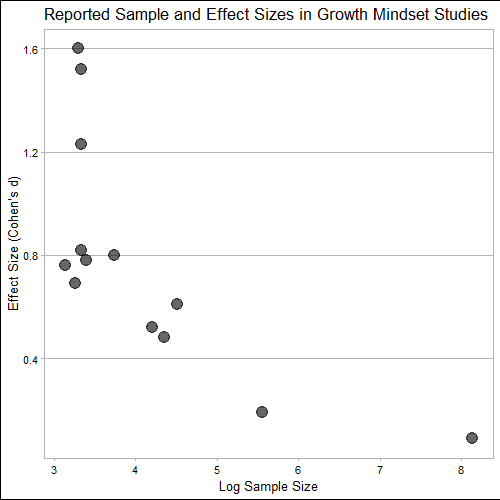 Reported Sample and Effect Sizes in Growth Mindset Studies
Effect Size (Cohen's d)
1.6
1.2
0.8
0.4
3 4 5 6 7 8
Log Sample Size